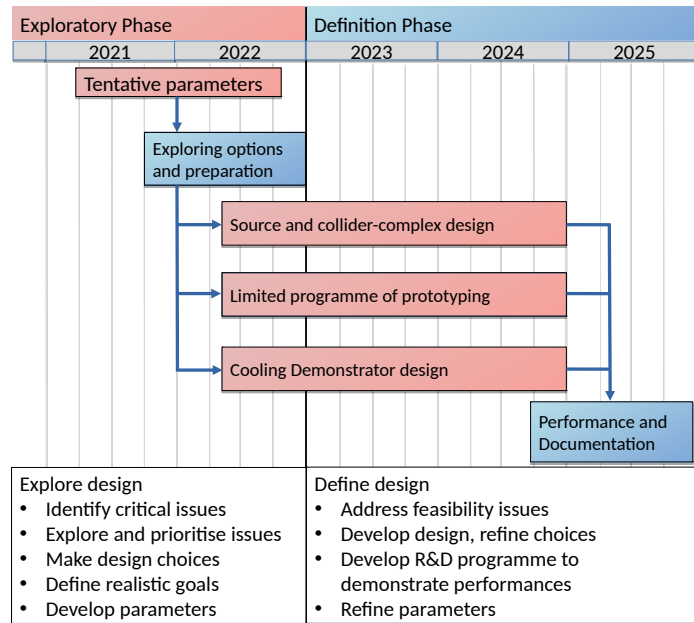 Exploratory Phase
Definition Phase
2021
2022
2023
2024
2025
Tentative parameters
Exploring options
and preparation
Source and collider-complex design
Limited programme of prototyping
Cooling Demonstrator design
Performance and
Documentation
Explore design
• Identify critical issues
• Explore and prioritise issues
• Make design choices
• Define realistic goals
• Develop parameters
Define design
• Address feasibility issues
• Develop design, refine choices
• Develop R&D programme to
demonstrate performances
• Refine parameters